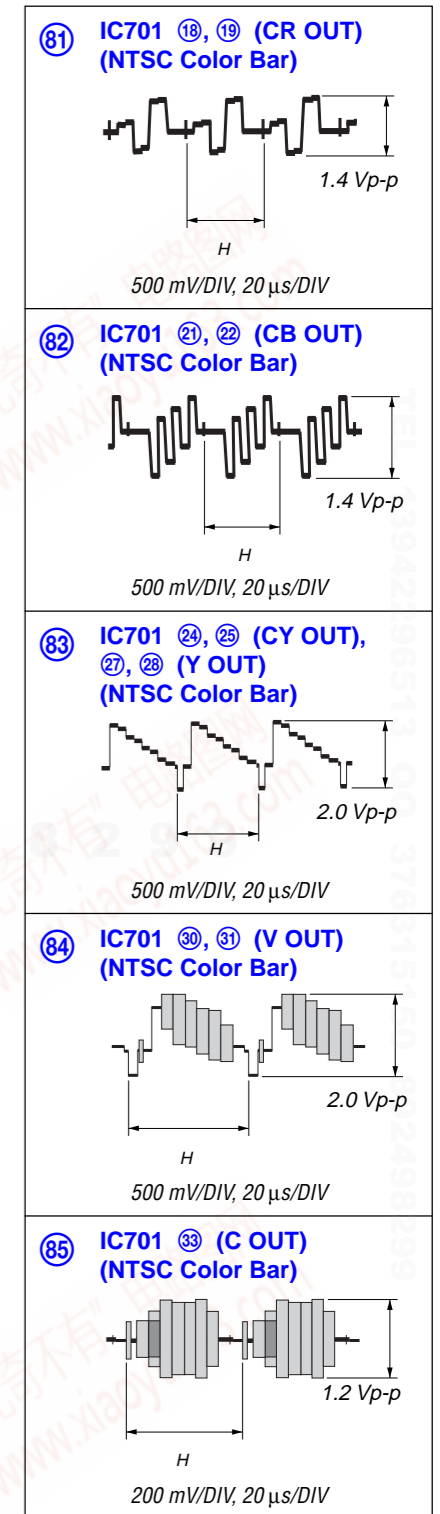 81 IC701 ⑱, ⑲ (CR OUT)
(NTSC Color Bar)
1.4 Vp-p
H
500 mV/DIV, 20 μs/DIV
82 IC701 ㉑, ㉒ (CB OUT)
(NTSC Color Bar)
1.4 Vp-p
H
500 mV/DIV, 20 μs/DIV
83 IC701 ㉔, ㉕ (CY OUT),
㉗, ㉘ (Y OUT)
(NTSC Color Bar)
2.0 Vp-p
H
500 mV/DIV, 20 μs/DIV
84 IC701 ㉚, ㉛ (V OUT)
(NTSC Color Bar)
2.0 Vp-p
H
500 mV/DIV, 20 μs/DIV
85 IC701 ㉝ (C OUT)
(NTSC Color Bar)
1.2 Vp-p
H
200 mV/DIV, 20 μs/DIV